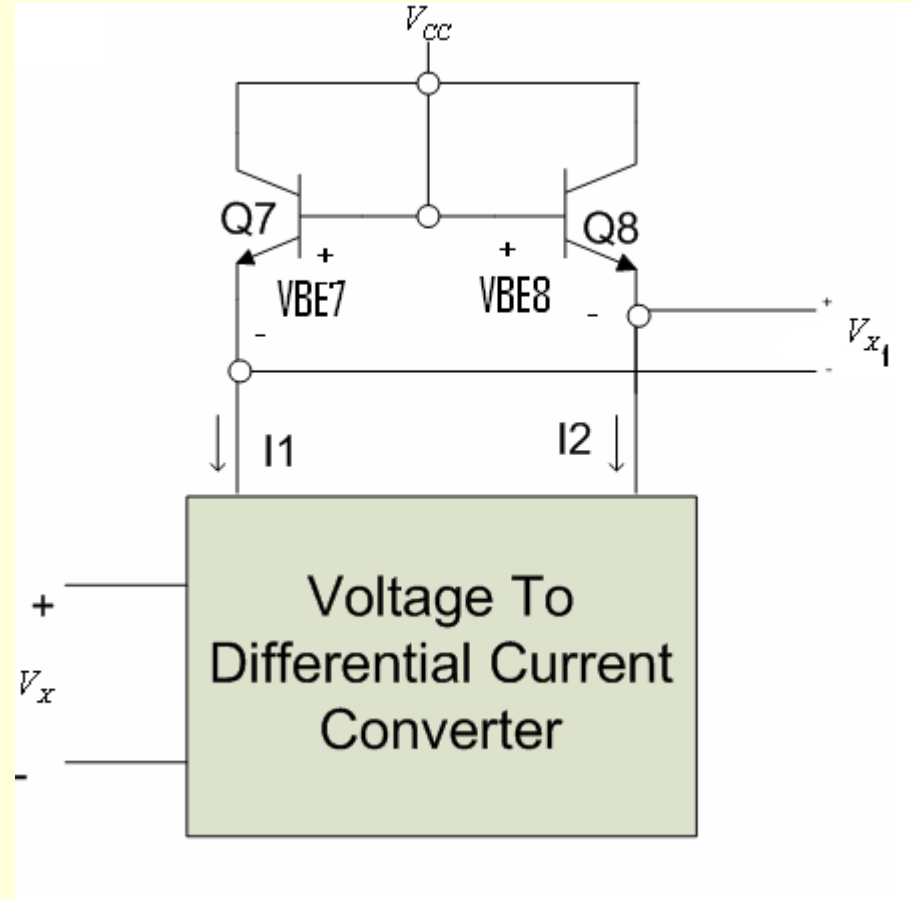 VCC
Q7
Q8
+
+
VBE7
VBE8
-
-
+
Vx1
-
I1
I2
+
Vx
-
Voltage To
Differential Current
Converter